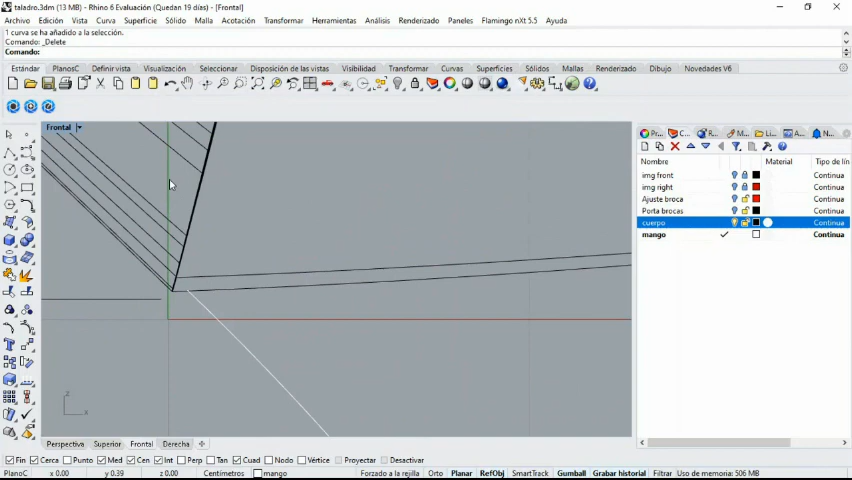 taladro.3dm (13 MB) - Rhino 6 Evaluación (Quedan 19 días) - [Frontal]
Archivo Edición Vista Curva Superficie Sólido Malla Acotación Transformar Herramientas Análisis Renderizado Paneles Flamingo nXt 5.5 Ayuda
1 curva se ha añadido a la selección.
Comando: _Delete
Comando:
Estándar PlanosC Definir vista Visualización Seleccionar Disposición de las vistas Visibilidad Transformar Curvas Superficies Sólidos Mallas Renderizado Dibujo Novedades V6
Frontal
Pr... C... R... M... Li... A... N...
Nombre Material Tipo de lín
img front Continua
img right Continua
Ajuste broca Continua
Porta brocas Continua
cuerpo Continua
mango Continua
z
x
Perspectiva Superior Frontal Derecha
Fin Cerca Punto Med Cen Int Perp Tan Cuad Nodo Vértice Proyectar Desactivar
PlanoC x 0.00 y 0.39 z 0.00 Centímetros mango Forzado a la rejilla Orto Planar RefObj SmartTrack Gumball Grabar historial Filtrar Uso de memoria: 506 MB